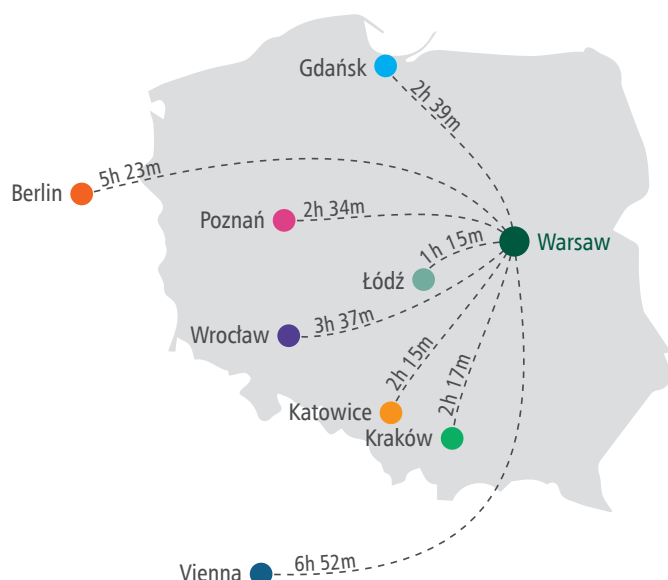 Gdańsk
2h 39m
Berlin
5h 23m
Poznań
2h 34m
Warsaw
1h 15m
Łódź
Wrocław
3h 37m
2h 15m
2h 17m
Katowice
Kraków
Vienna
6h 52m